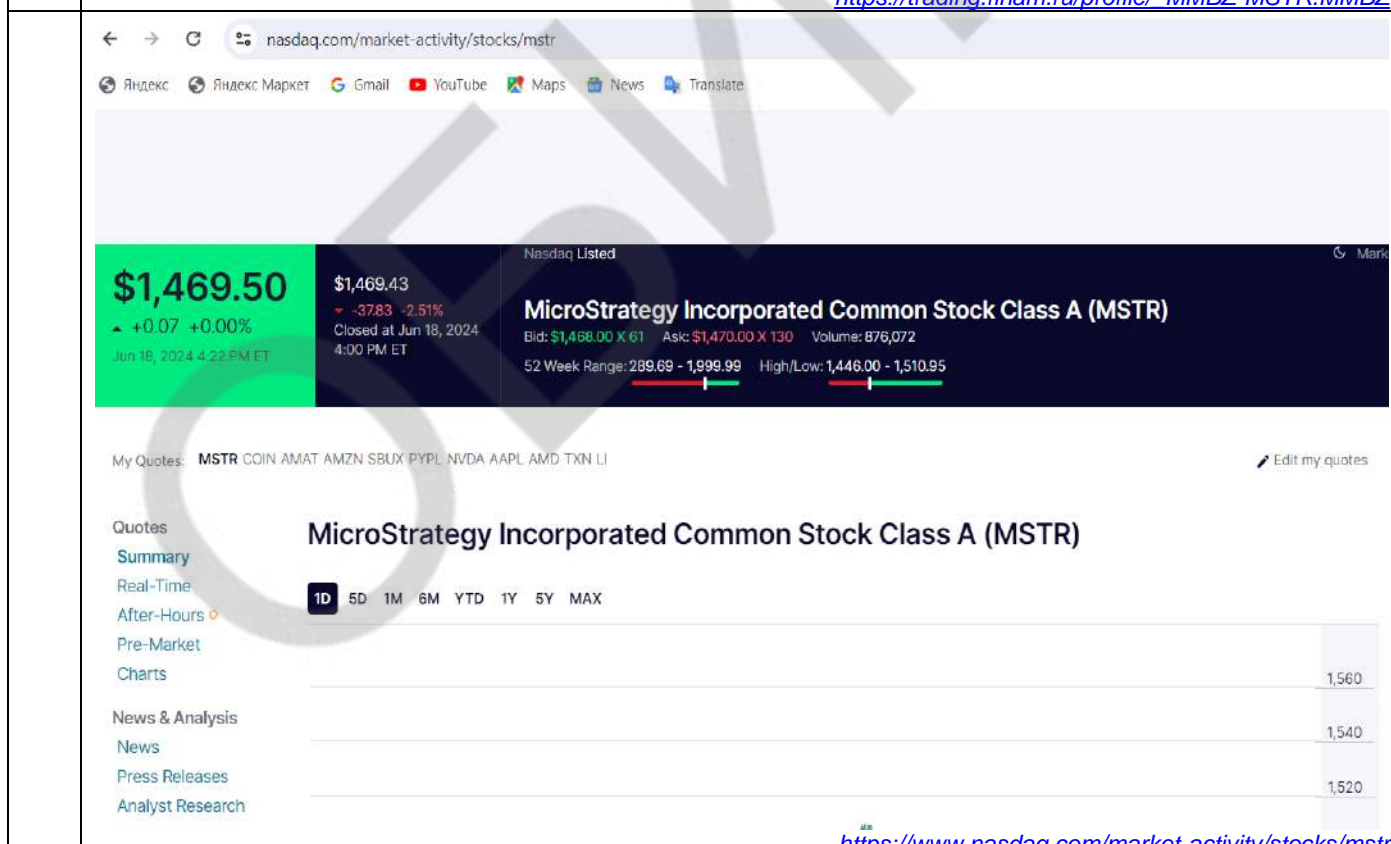 https://trading.finam.ru/profile/_MMBZ-MSTR.MMBZ
nasdaq.com/market-activity/stocks/mstr
Яндекс Яндекс Маркет Gmail YouTube Maps News Translate
Nasdaq Listed Mark
$1,469.50
+0.07 +0.00%
Jun 18, 2024 4:22 PM ET
$1,469.43
-37.83 -2.51%
Closed at Jun 18, 2024
4:00 PM ET
MicroStrategy Incorporated Common Stock Class A (MSTR)
Bid: $1,468.00 X 61 Ask: $1,470.00 X 130 Volume: 876,072
52 Week Range: 289.69 - 1,999.99 High/Low: 1,446.00 - 1,510.95
My Quotes: MSTR COIN AMAT AMZN SBUX PYPL NVDA AAPL AMD TXN LI
Edit my quotes
Quotes
Summary
Real-Time
After-Hours
Pre-Market
Charts
News & Analysis
News
Press Releases
Analyst Research
MicroStrategy Incorporated Common Stock Class A (MSTR)
1D 5D 1M 6M YTD 1Y 5Y MAX
1,560
1,540
1,520
https://www.nasdaq.com/market-activity/stocks/mstr